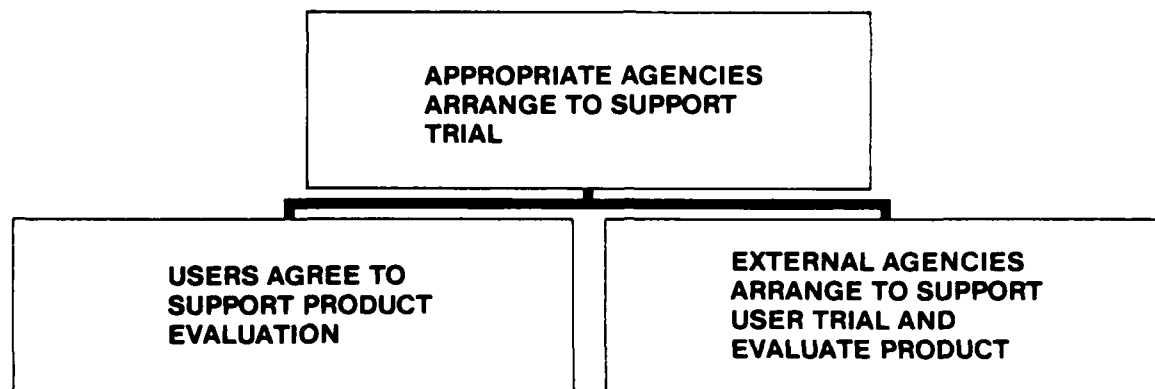 APPROPRIATE AGENCIES
ARRANGE TO SUPPORT
TRIAL
USERS AGREE TO
SUPPORT PRODUCT
EVALUATION
EXTERNAL AGENCIES
ARRANGE TO SUPPORT
USER TRIAL AND
EVALUATE PRODUCT